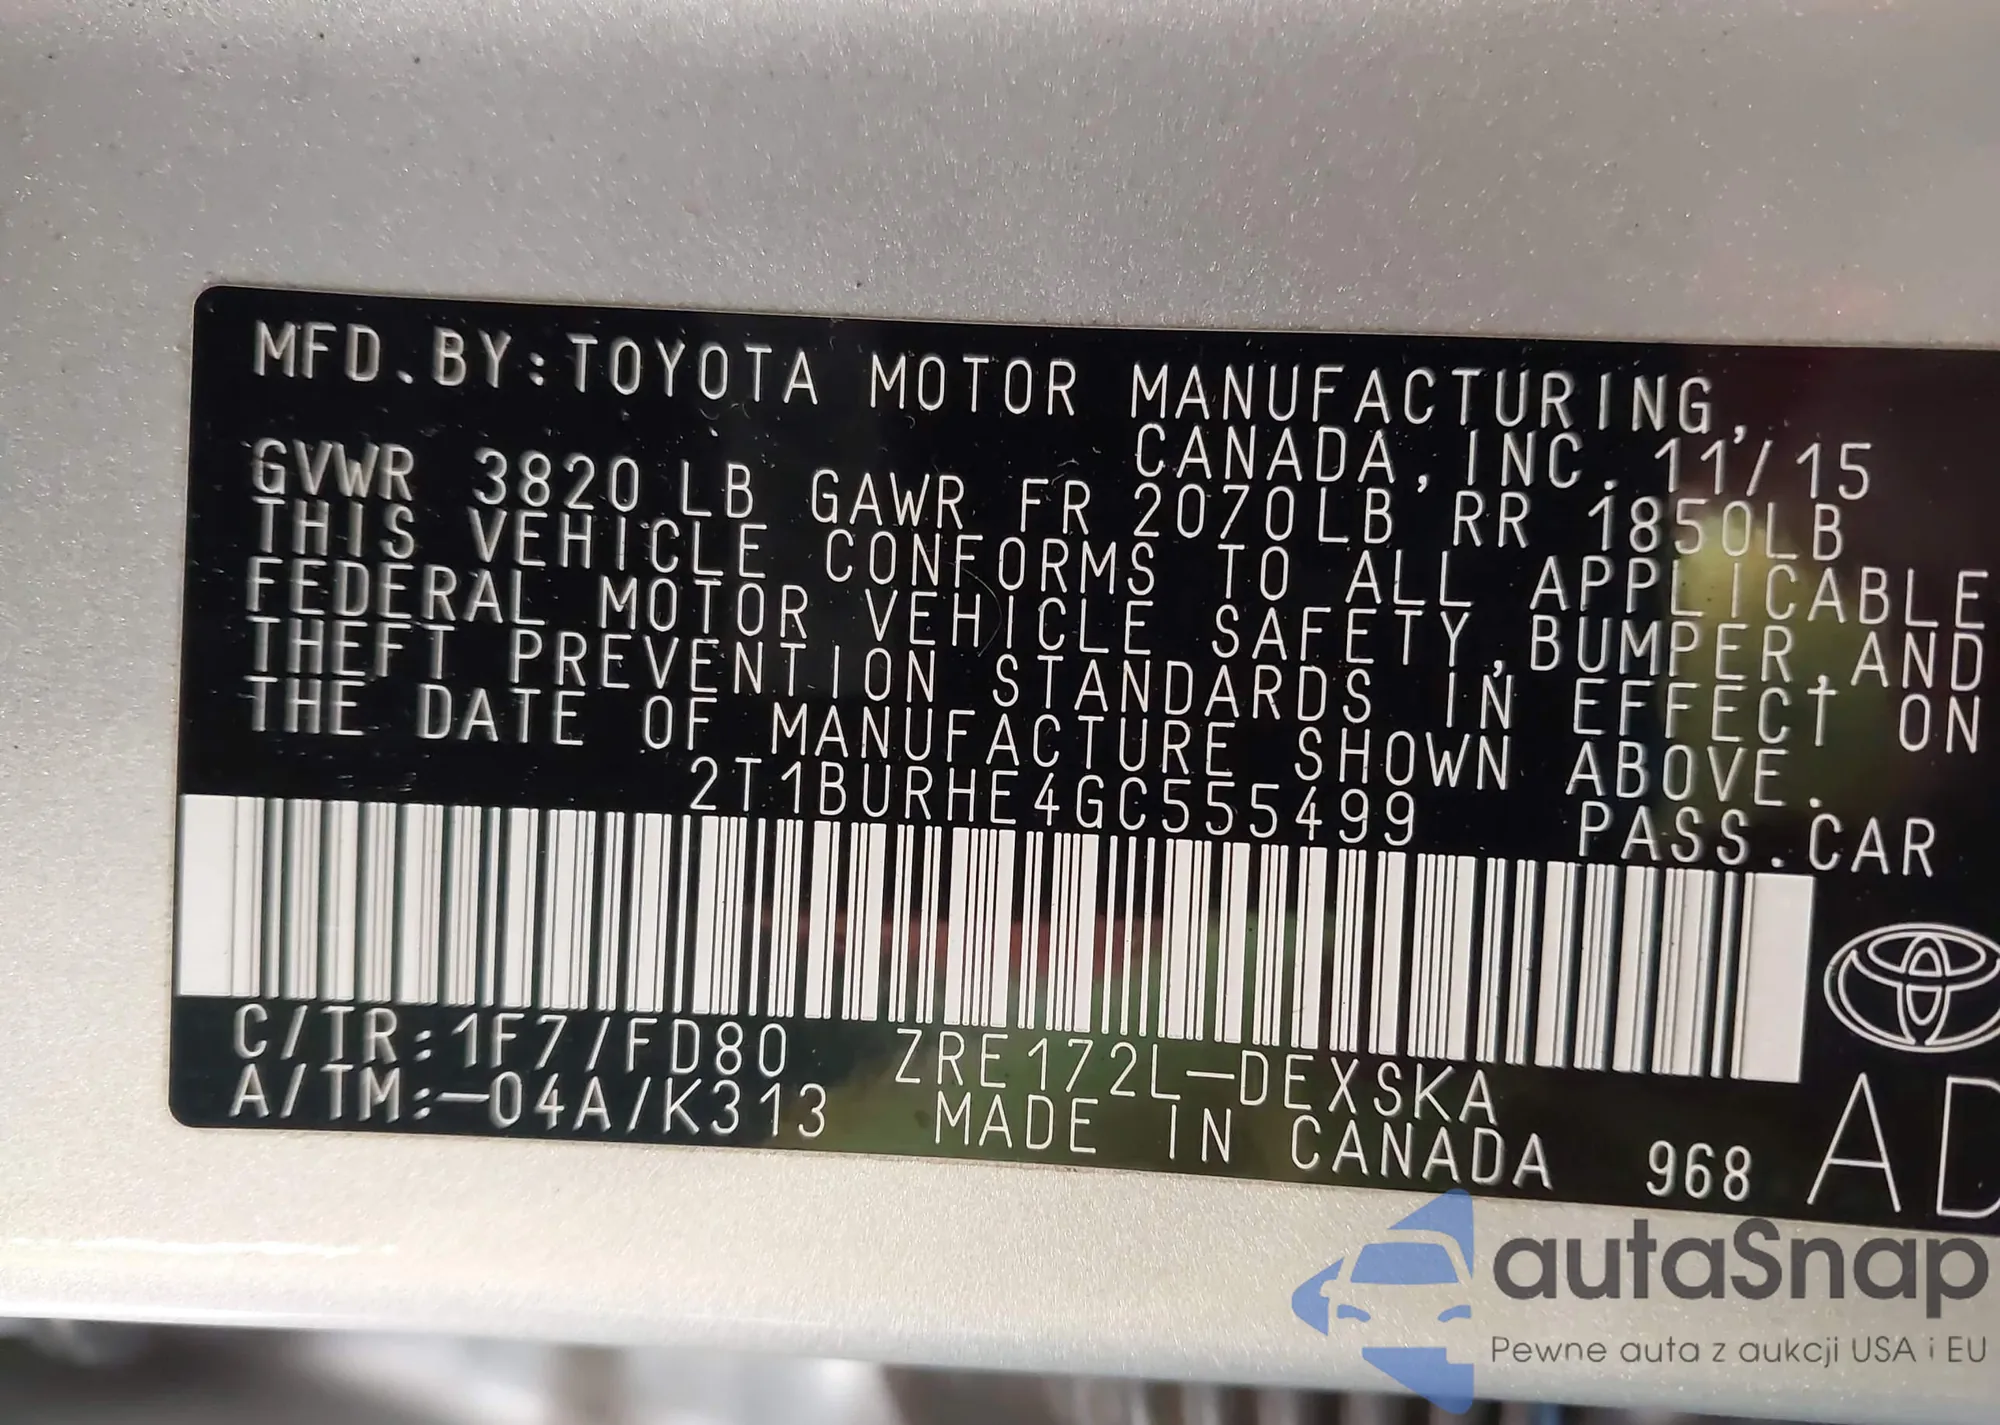 MFD.BY:TOYOTA MOTOR MANUFACTURING,
CANADA,INC. 11/15
GVWR 3820 LB GAWR FR 2070LB RR 1850LB
THIS VEHICLE CONFORMS TO ALL APPLICABLE
FEDERAL MOTOR VEHICLE SAFETY,BUMPER,AND
THEFT PREVENTION STANDARDS IN EFFECT ON
THE DATE OF MANUFACTURE SHOWN ABOVE.
2T1BURHE4GC555499 PASS.CAR
C/TR:1F7/FD80 ZRE172L-DEXSKA
A/TM:-04A/K313 MADE IN CANADA 968 AD
autaSnap
Pewne auta z aukcji USA i EU